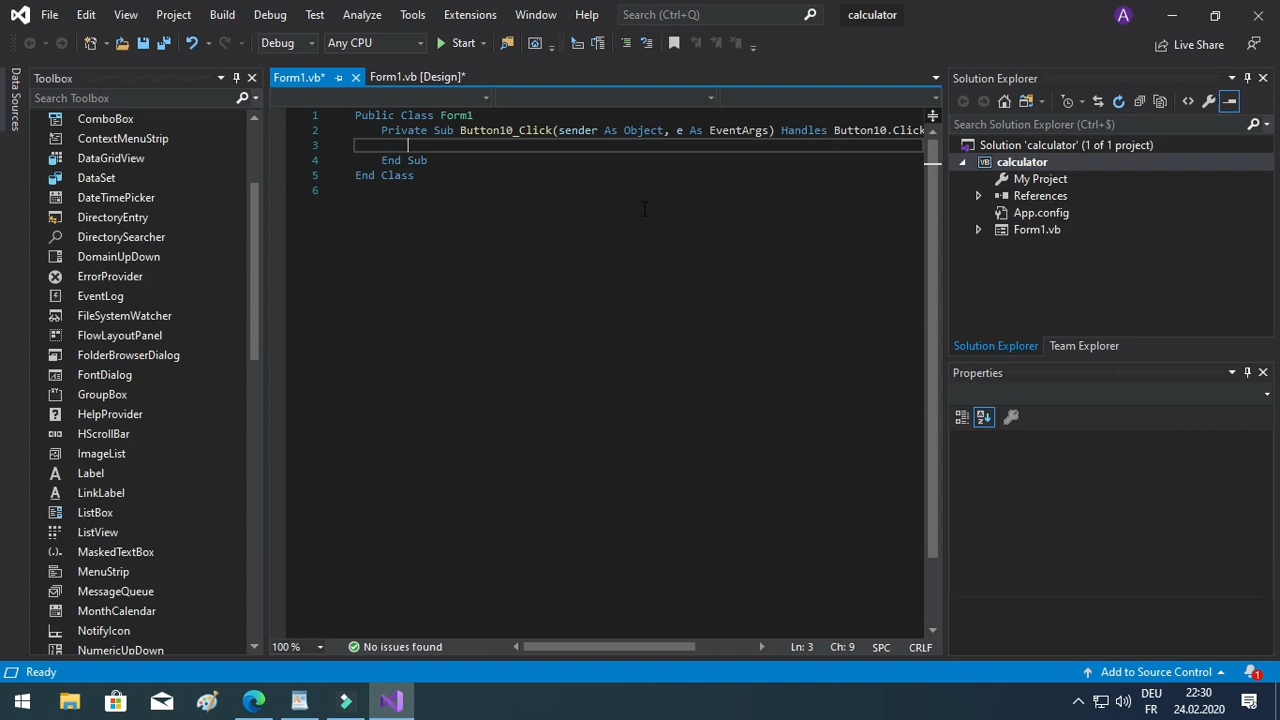 File Edit View Project Build Debug Test Analyze Tools Extensions Window Help Search (Ctrl+Q) calculator A
Debug Any CPU Start Live Share
Data Sources
Toolbox
Search Toolbox
ComboBox
ContextMenuStrip
DataGridView
DataSet
DateTimePicker
DirectoryEntry
DirectorySearcher
DomainUpDown
ErrorProvider
EventLog
FileSystemWatcher
FlowLayoutPanel
FolderBrowserDialog
FontDialog
GroupBox
HelpProvider
HScrollBar
ImageList
Label
LinkLabel
ListBox
ListView
MaskedTextBox
MenuStrip
MessageQueue
MonthCalendar
NotifyIcon
NumericUpDown
Form1.vb* Form1.vb [Design]*
1 Public Class Form1
2 Private Sub Button10_Click(sender As Object, e As EventArgs) Handles Button10.Click
3
4 End Sub
5 End Class
6
100 % No issues found Ln: 3 Ch: 9 SPC CRLF
Solution Explorer
Search Solution Explorer (Ctrl+$)
Solution 'calculator' (1 of 1 project)
VB calculator
My Project
References
App.config
Form1.vb
Solution Explorer Team Explorer
Properties
Ready Add to Source Control 1
DEU 22:30
FR 24.02.2020